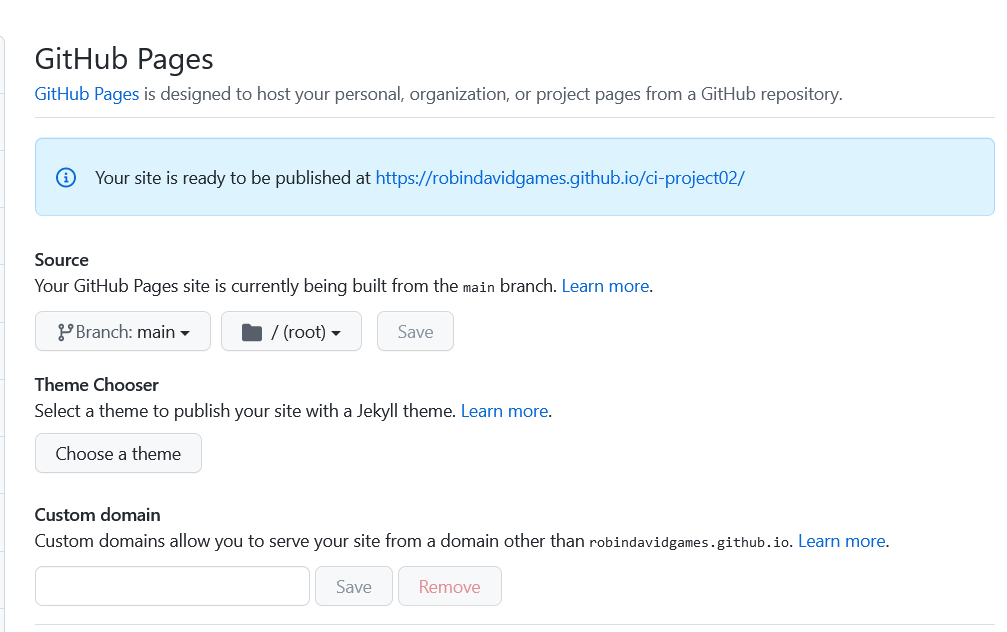 GitHub Pages
GitHub Pages is designed to host your personal, organization, or project pages from a GitHub repository.
Your site is ready to be published at https://robindavidgames.github.io/ci-project02/
Source
Your GitHub Pages site is currently being built from the main branch. Learn more.
Branch: main / (root) Save
Theme Chooser
Select a theme to publish your site with a Jekyll theme. Learn more.
Choose a theme
Custom domain
Custom domains allow you to serve your site from a domain other than robindavidgames.github.io. Learn more.
Save Remove